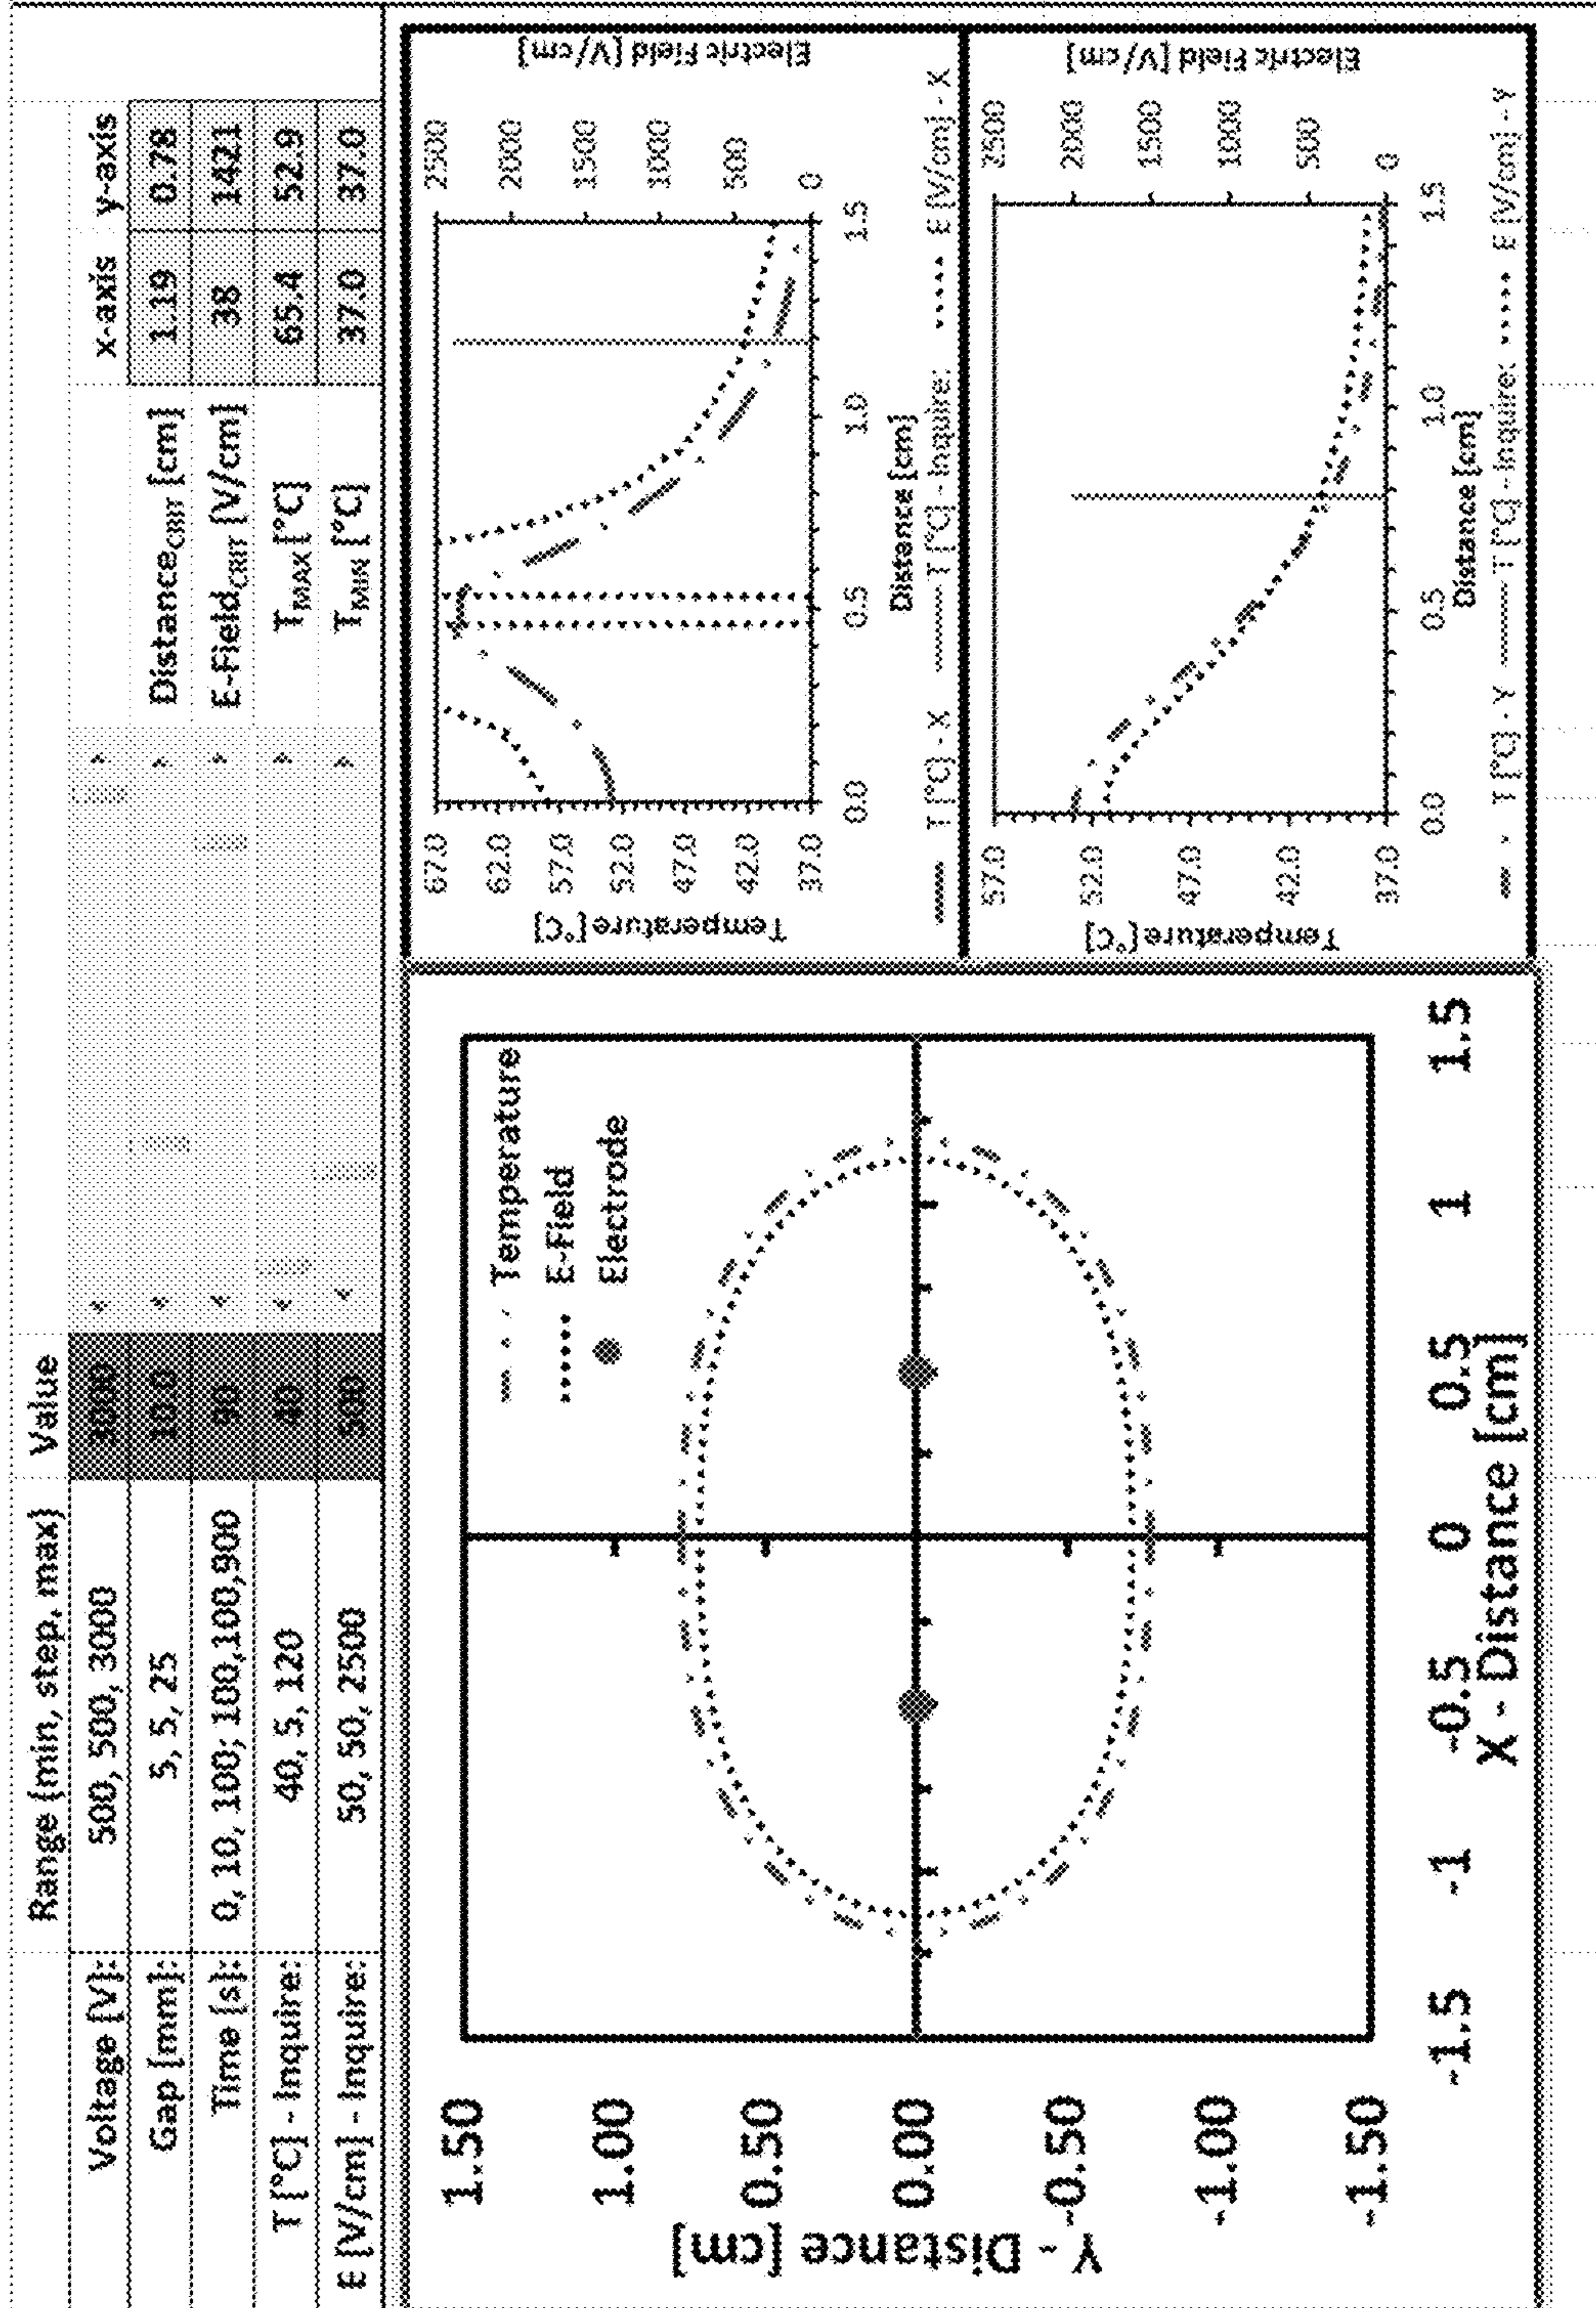 Range (min, step, max) Value x-axis y-axis
Voltage [V]: 500, 500, 3000 3000
Gap [mm]: 5, 5, 25 10.0 Distance_CRIT [cm] 1.19 0.78
Time [s]: 0, 10, 100; 100,100,900 90 E-Field_CRIT [V/cm] 38 1421
T [°C] - Inquire: 40, 5, 120 40 T_MAX [°C] 65.4 52.9
E [V/cm] - Inquire: 50, 50, 2500 500 T_MIN [°C] 37.0 37.0
Y - Distance [cm]
1.50
1.00
0.50
0.00
-0.50
-1.00
-1.50
Temperature
E-Field
Electrode
-1.5 -1 -0.5 0 0.5 1 1.5
X - Distance [cm]
Temperature [°C]
67.0
62.0
57.0
52.0
47.0
42.0
37.0
Electric Field [V/cm]
2500
2000
1500
1000
500
0
0.0 0.5 1.0 1.5
Distance [cm]
T [°C] - X T [°C] - Inquire: E [V/cm] - X
Temperature [°C]
57.0
52.0
47.0
42.0
37.0
Electric Field [V/cm]
2500
2000
1500
1000
500
0
0.0 0.5 1.0 1.5
Distance [cm]
T [°C] - Y T [°C] - Inquire: E [V/cm] - Y